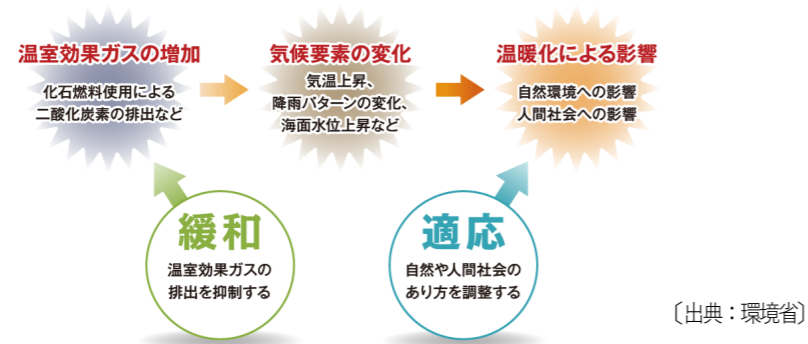 温室効果ガスの増加
化石燃料使用による
二酸化炭素の排出など
気候要素の変化
気温上昇、
降雨パターンの変化、
海面水位上昇など
温暖化による影響
自然環境への影響
人間社会への影響
緩和
温室効果ガスの
排出を抑制する
適応
自然や人間社会の
あり方を調整する
〔出典：環境省〕